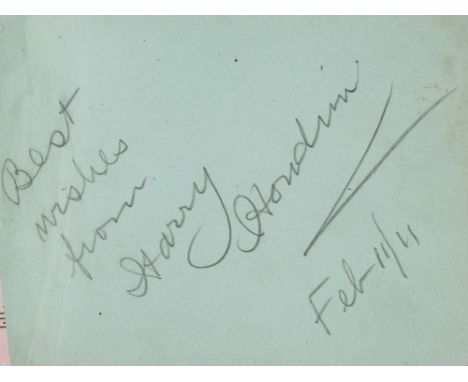 Best
wishes
from
Harry Houdini
Feb-11/11